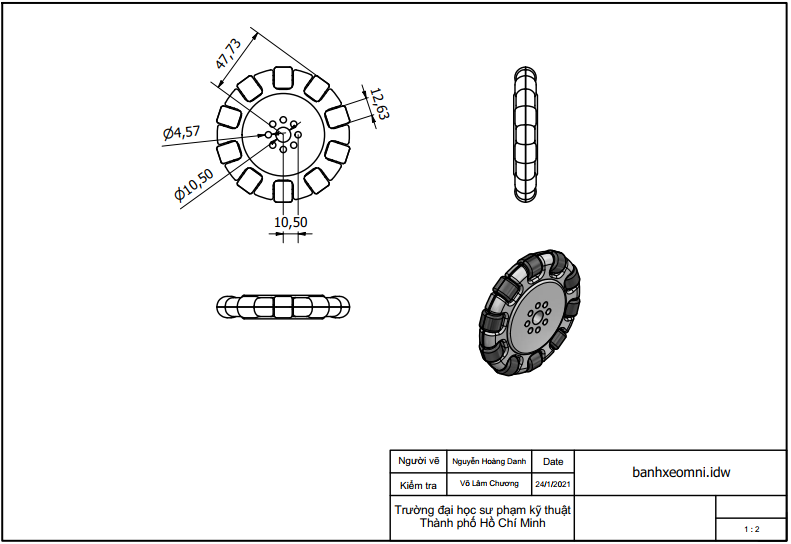 47,73
12,63
Ø4,57
Ø10,50
10,50
Người vẽ
Nguyễn Hoàng Danh
Date
Kiểm tra
Võ Lâm Chương
24/1/2021
banhxeomni.idw
Trường đại học sư phạm kỹ thuật
Thành phố Hồ Chí Minh
1 : 2